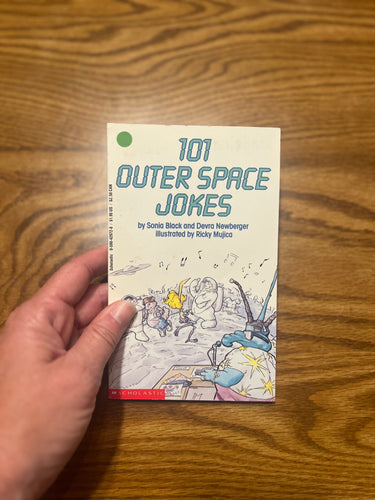 101
OUTER SPACE
JOKES
by Sonia Black and Devra Newberger
illustrated by Ricky Mujica
SCHOLASTIC